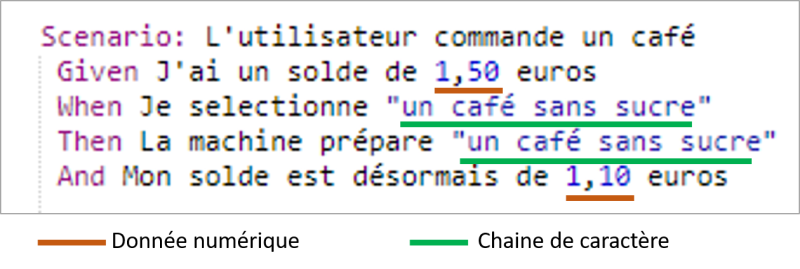 Scenario: L'utilisateur commande un café
Given J'ai un solde de 1,50 euros
When Je selectionne "un café sans sucre"
Then La machine prépare "un café sans sucre"
And Mon solde est désormais de 1,10 euros
Donnée numérique
Chaine de caractère